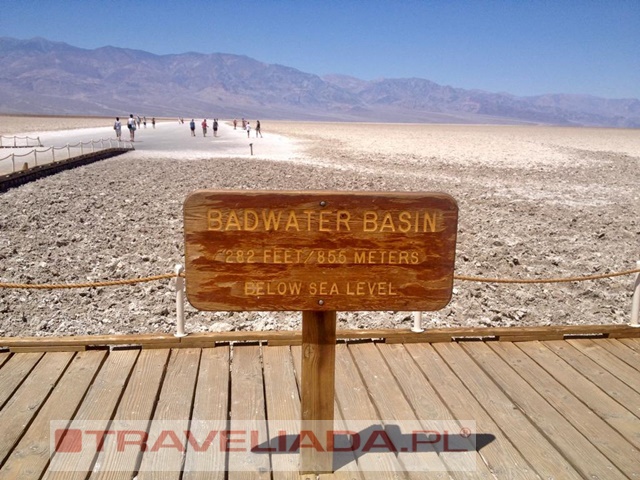 BADWATER BASIN
282 FEET/855 METERS
BELOW SEA LEVEL
TRAVELIADA.PL®